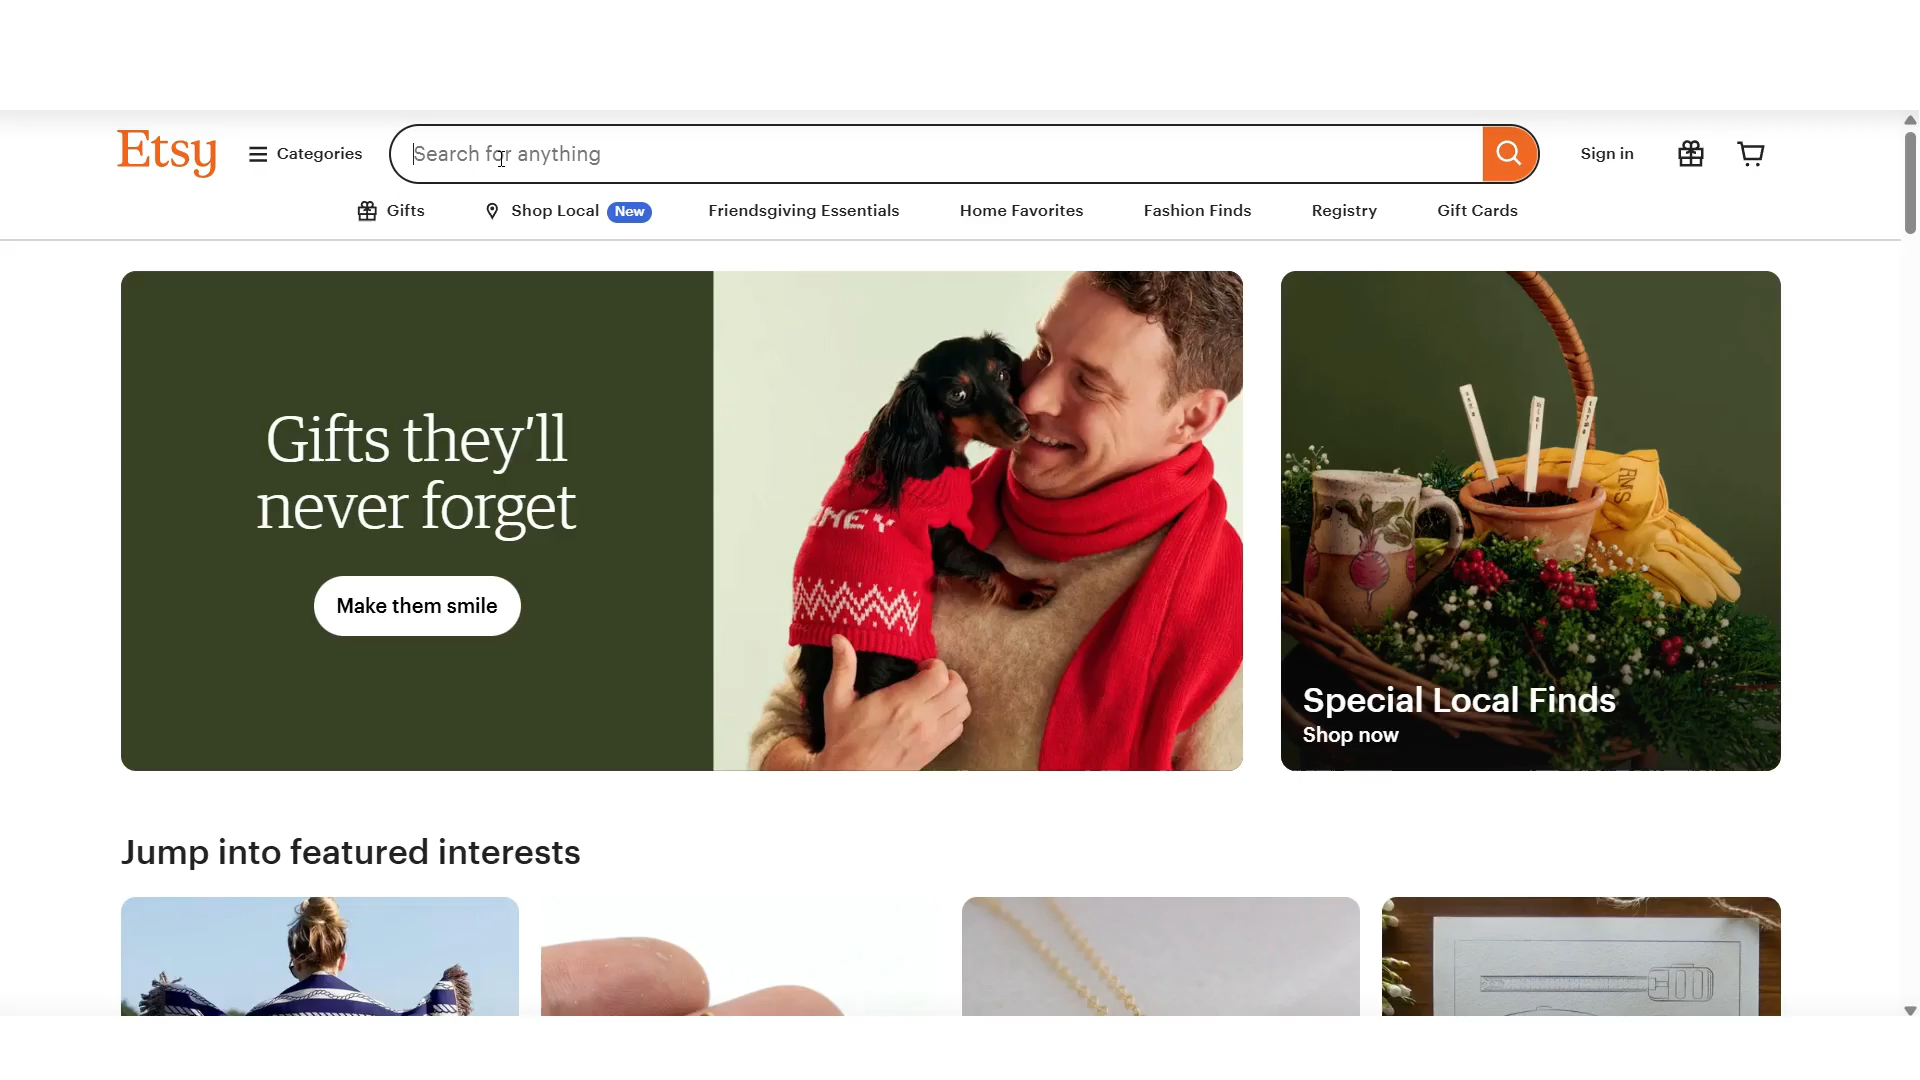 Etsy
Categories
Search for anything
Sign in
Gifts
Shop Local New
Friendsgiving Essentials
Home Favorites
Fashion Finds
Registry
Gift Cards
Gifts they'll
never forget
Make them smile
Special Local Finds
Shop now
Jump into featured interests